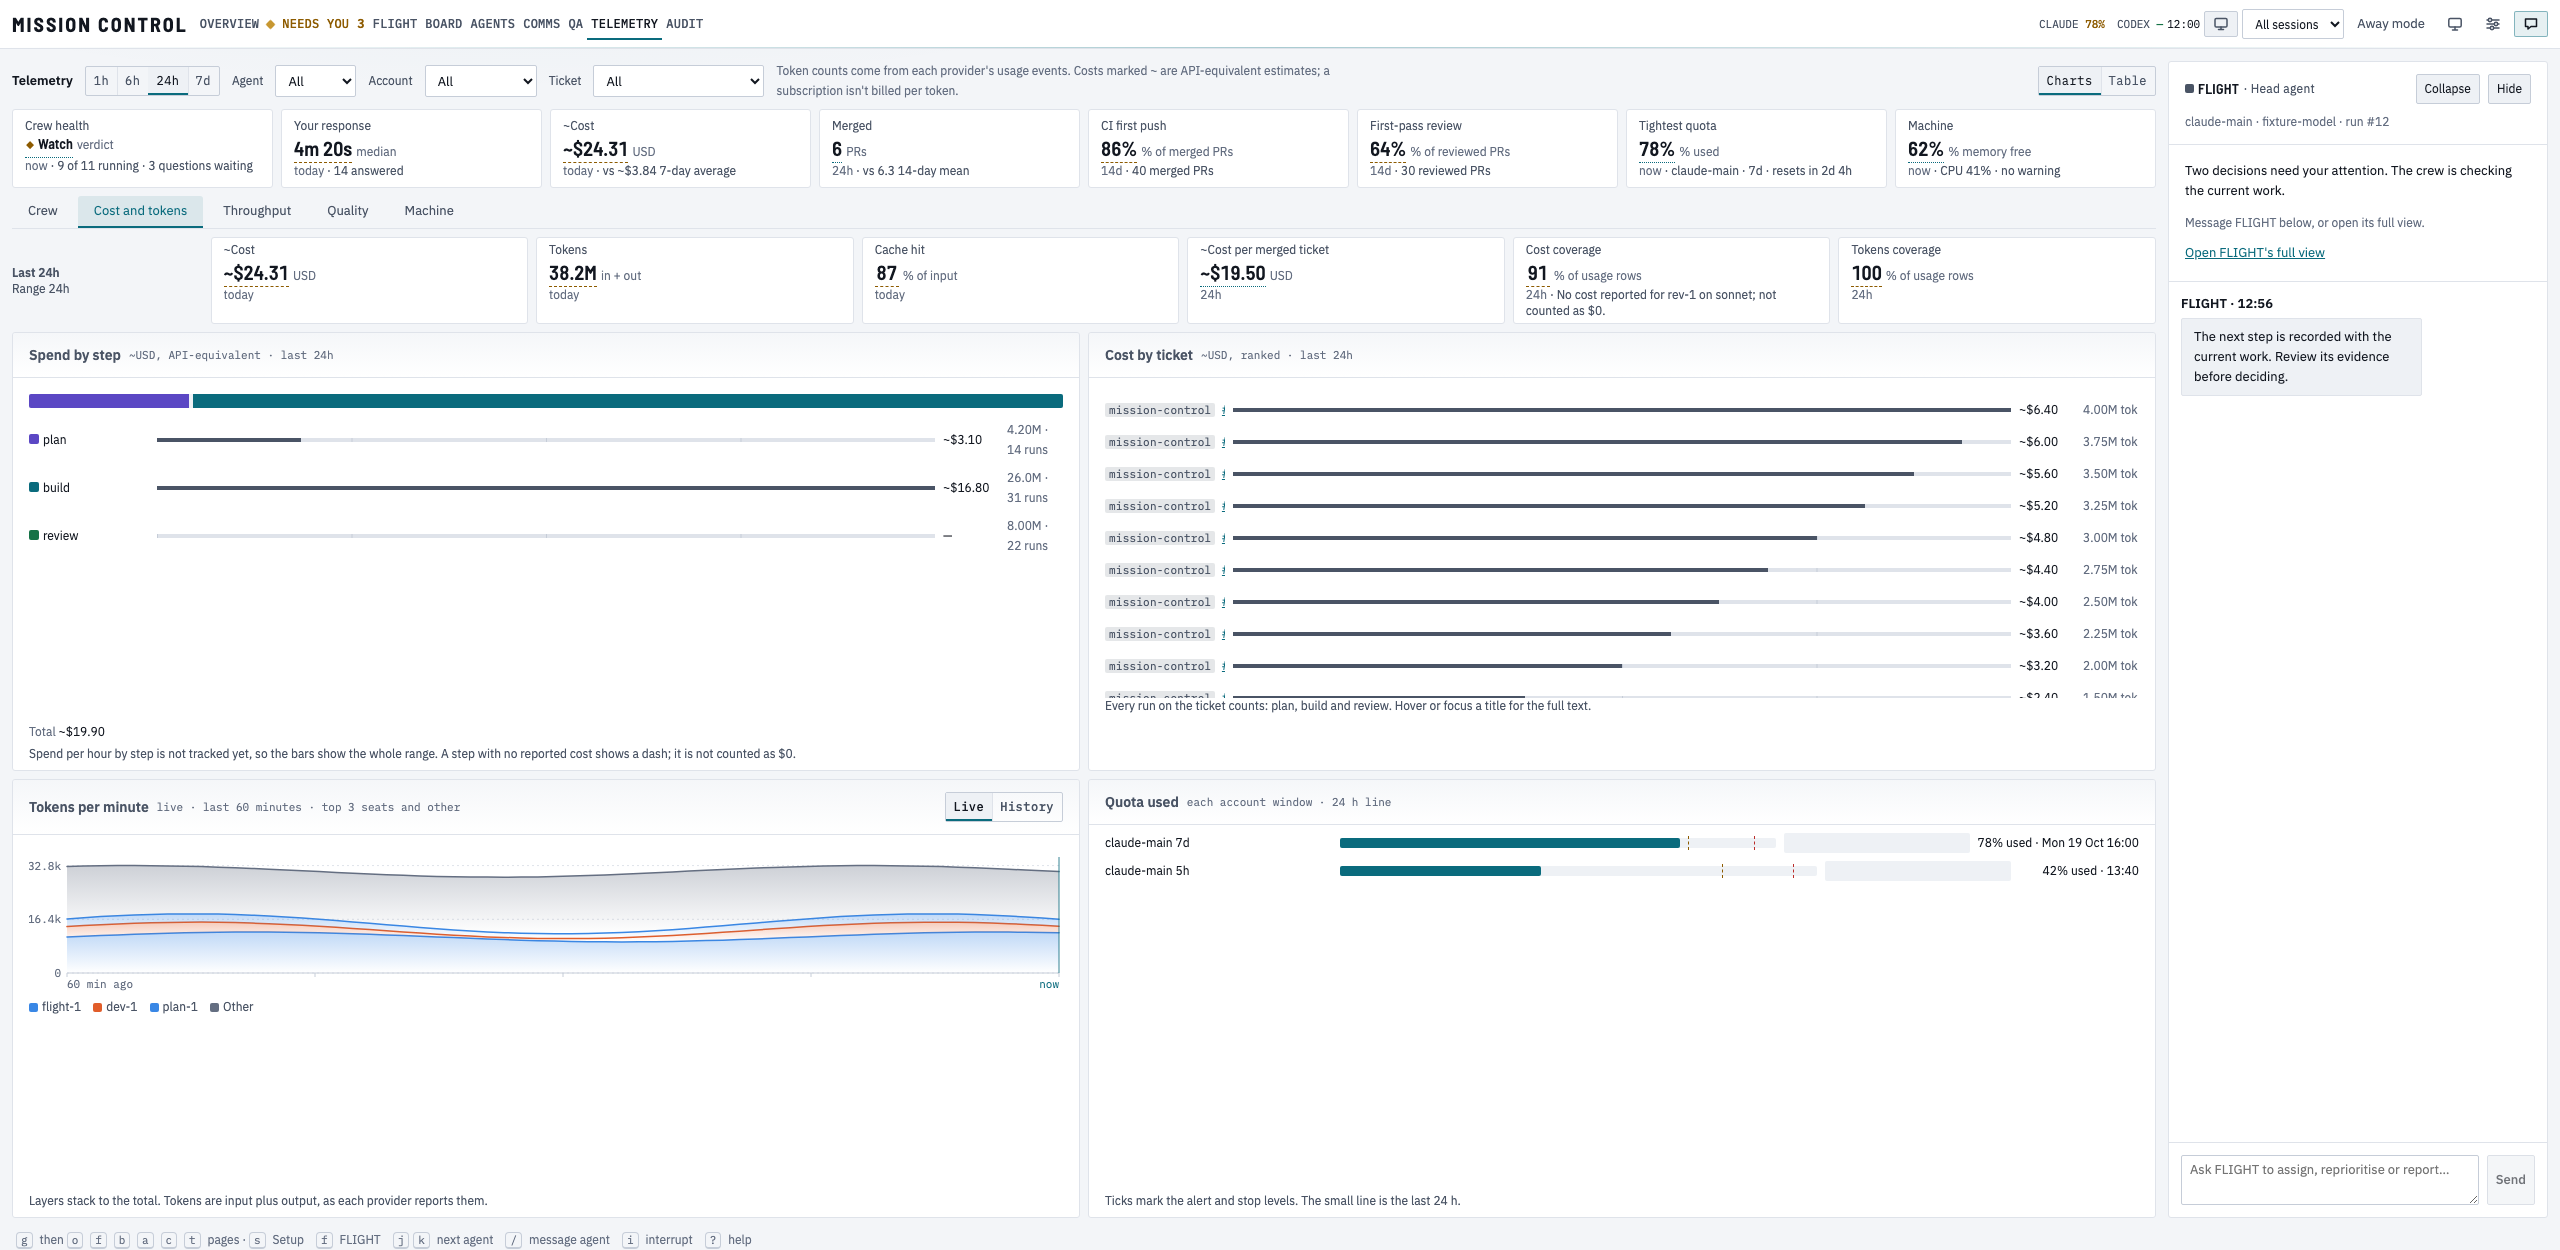 MISSION CONTROL OVERVIEW ◆ NEEDS YOU 3 FLIGHT BOARD AGENTS COMMS QA TELEMETRY AUDIT
CLAUDE 78% CODEX — 12:00 All sessions Away mode
Telemetry 1h 6h 24h 7d Agent All Account All Ticket All
Token counts come from each provider's usage events. Costs marked ~ are API-equivalent estimates; a
subscription isn't billed per token.
Charts Table
Crew health
◆ Watch verdict
now · 9 of 11 running · 3 questions waiting
Your response
4m 20s median
today · 14 answered
~Cost
~$24.31 USD
today · vs ~$3.84 7-day average
Merged
6 PRs
24h · vs 6.3 14-day mean
CI first push
86% % of merged PRs
14d · 40 merged PRs
First-pass review
64% % of reviewed PRs
14d · 30 reviewed PRs
Tightest quota
78% % used
now · claude-main · 7d · resets in 2d 4h
Machine
62% % memory free
now · CPU 41% · no warning
Crew Cost and tokens Throughput Quality Machine
Last 24h
Range 24h
~Cost
~$24.31 USD
today
Tokens
38.2M in + out
today
Cache hit
87 % of input
today
~Cost per merged ticket
~$19.50 USD
24h
Cost coverage
91 % of usage rows
24h · No cost reported for rev-1 on sonnet; not
counted as $0.
Tokens coverage
100 % of usage rows
24h
Spend by step ~USD, API-equivalent · last 24h
plan ~$3.10 4.20M ·
14 runs
build ~$16.80 26.0M ·
31 runs
review — 8.00M ·
22 runs
Total ~$19.90
Spend per hour by step is not tracked yet, so the bars show the whole range. A step with no reported cost shows a dash; it is not counted as $0.
Cost by ticket ~USD, ranked · last 24h
mission-control ~$6.40 4.00M tok
mission-control ~$6.00 3.75M tok
mission-control ~$5.60 3.50M tok
mission-control ~$5.20 3.25M tok
mission-control ~$4.80 3.00M tok
mission-control ~$4.40 2.75M tok
mission-control ~$4.00 2.50M tok
mission-control ~$3.60 2.25M tok
mission-control ~$3.20 2.00M tok
mission-control ~$2.40 1.50M tok
Every run on the ticket counts: plan, build and review. Hover or focus a title for the full text.
Tokens per minute live · last 60 minutes · top 3 seats and other
Live History
32.8k
16.4k
0
60 min ago now
flight-1 dev-1 plan-1 Other
Layers stack to the total. Tokens are input plus output, as each provider reports them.
Quota used each account window · 24 h line
claude-main 7d 78% used · Mon 19 Oct 16:00
claude-main 5h 42% used · 13:40
Ticks mark the alert and stop levels. The small line is the last 24 h.
FLIGHT · Head agent Collapse Hide
claude-main · fixture-model · run #12
Two decisions need your attention. The crew is checking
the current work.
Message FLIGHT below, or open its full view.
Open FLIGHT's full view
FLIGHT · 12:56
The next step is recorded with the
current work. Review its evidence
before deciding.
Ask FLIGHT to assign, reprioritise or report...
Send
g then o f b a c t pages · s Setup f FLIGHT j k next agent / message agent i interrupt ? help